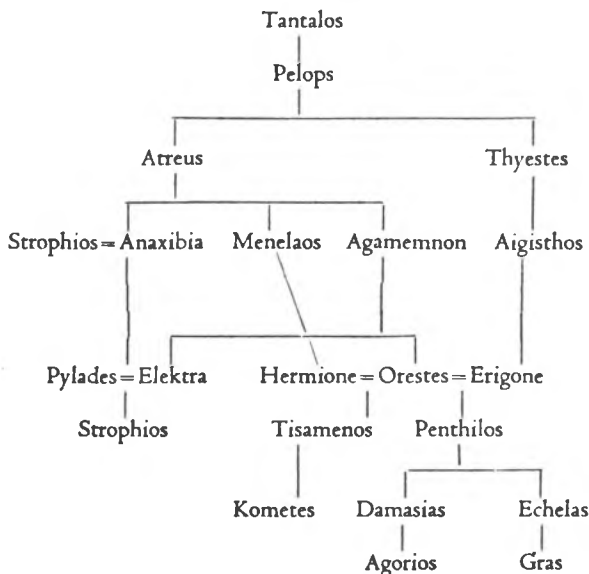 Tantalos
Pelops
Atreus Thyestes
Strophios = Anaxibia Menelaos Agamemnon Aigisthos
Pylades = Elektra Hermione = Orestes = Erigone
Strophios Tisamenos Penthilos
Kometes Damasias Echelas
Agorios Gras